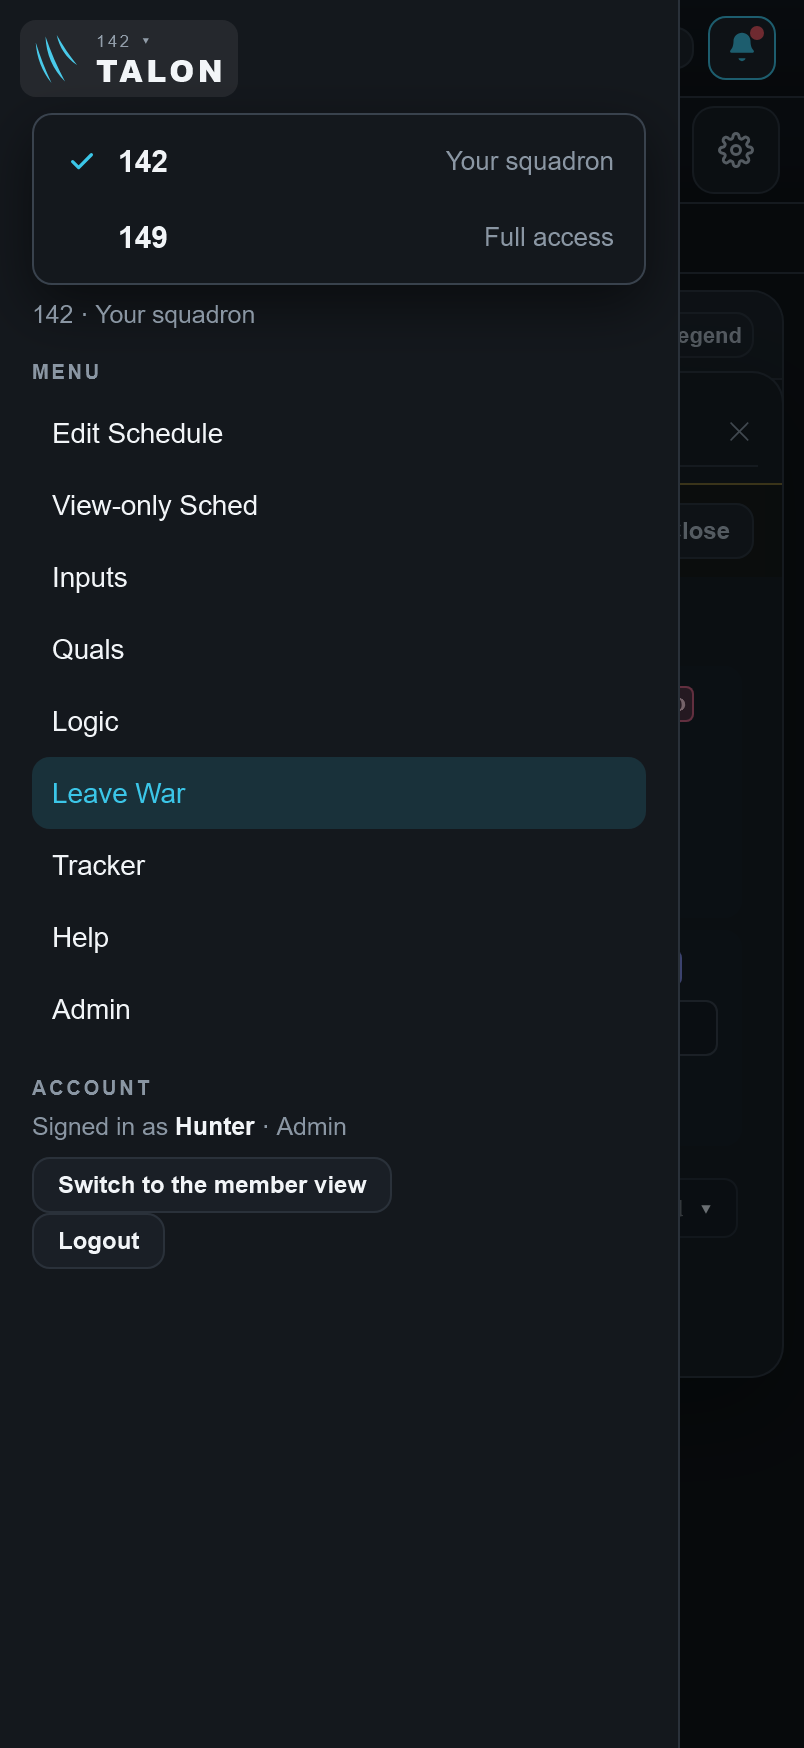 142 ▾
TALON
142 Your squadron
149 Full access
142 · Your squadron
MENU
Edit Schedule
View-only Sched
Inputs
Quals
Logic
Leave War
Tracker
Help
Admin
ACCOUNT
Signed in as Hunter · Admin
Switch to the member view
Logout
egend
lose